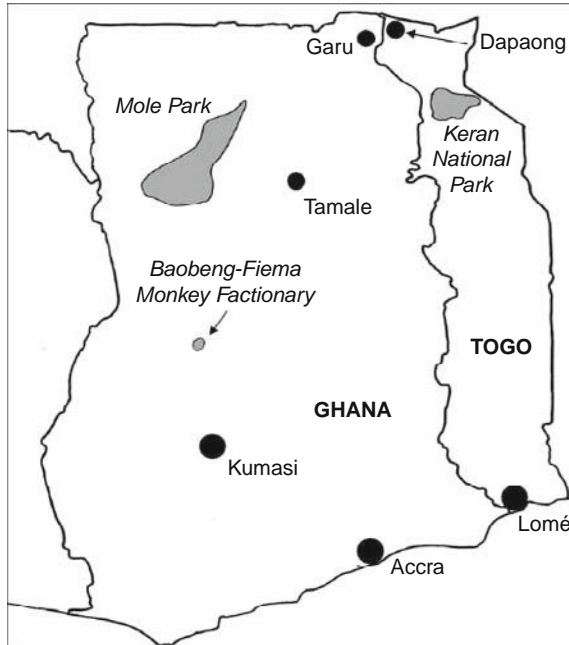 Garu
Dapaong
Mole Park
Keran
National
Park
Tamale
Baobeng-Fiema
Monkey Factionary
TOGO
GHANA
Kumasi
Lomé
Accra